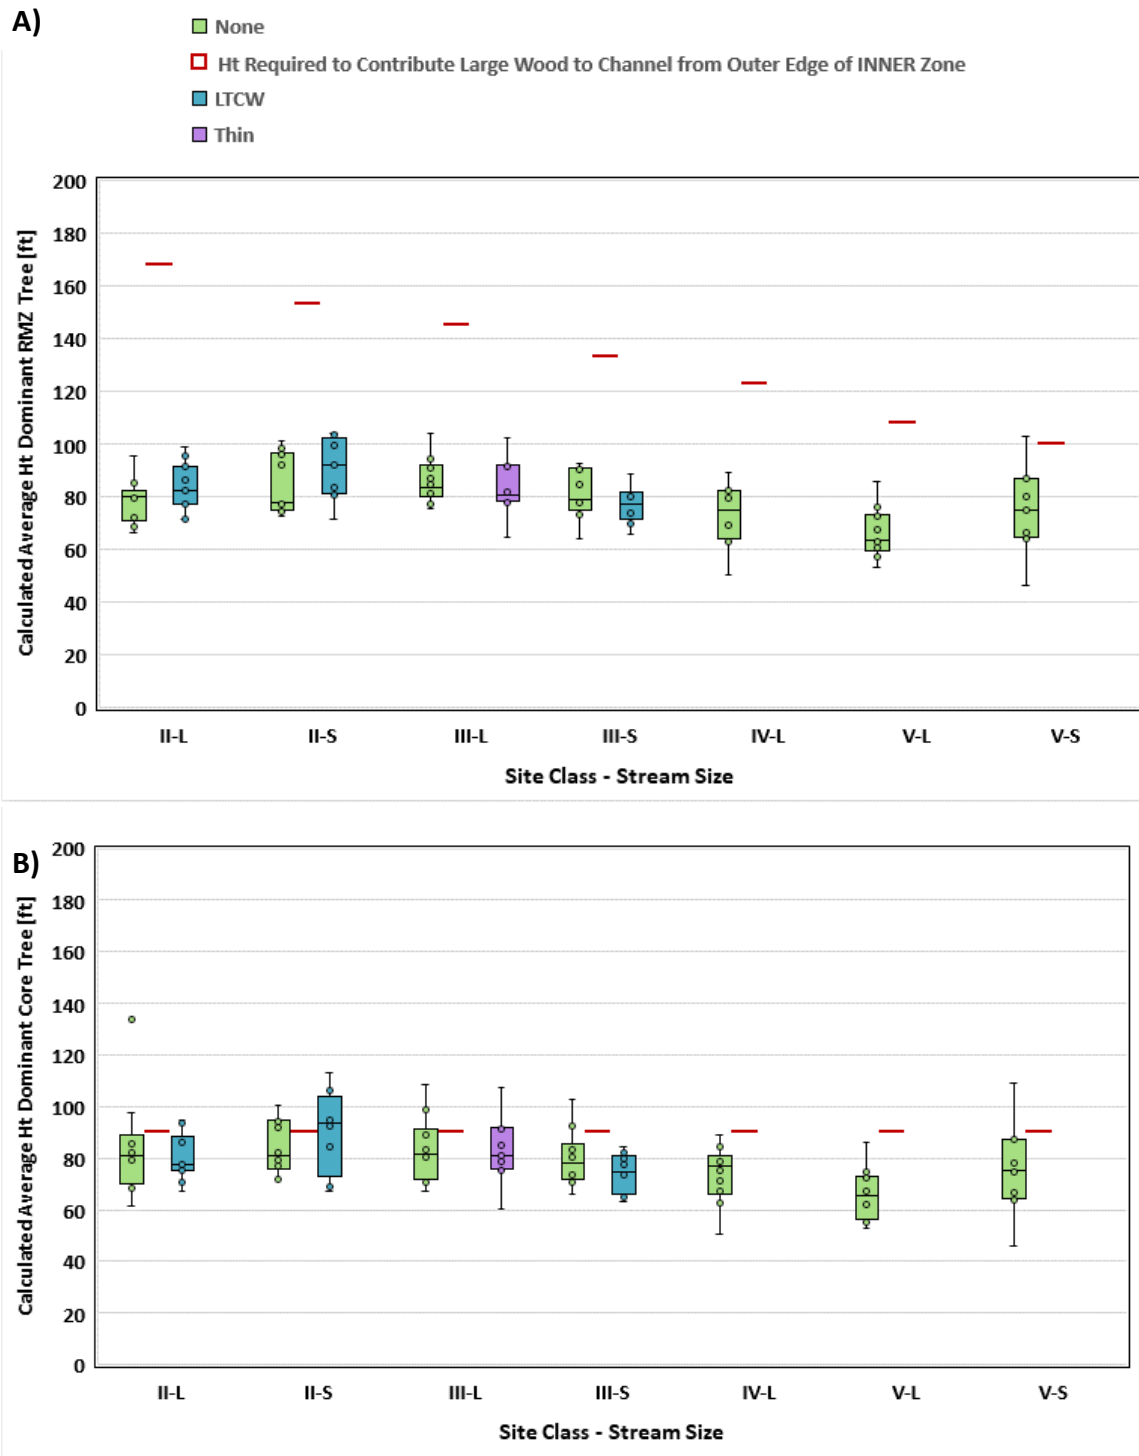 A)
None
Ht Required to Contribute Large Wood to Channel from Outer Edge of INNER Zone
LTCW
Thin
Calculated Average Ht Dominant RMZ Tree [ft]
200
180
160
140
120
100
80
60
40
20
0
II-L II-S III-L III-S IV-L V-L V-S
Site Class - Stream Size
B)
Calculated Average Ht Dominant Core Tree [ft]
200
180
160
140
120
100
80
60
40
20
0
II-L II-S III-L III-S IV-L V-L V-S
Site Class - Stream Size